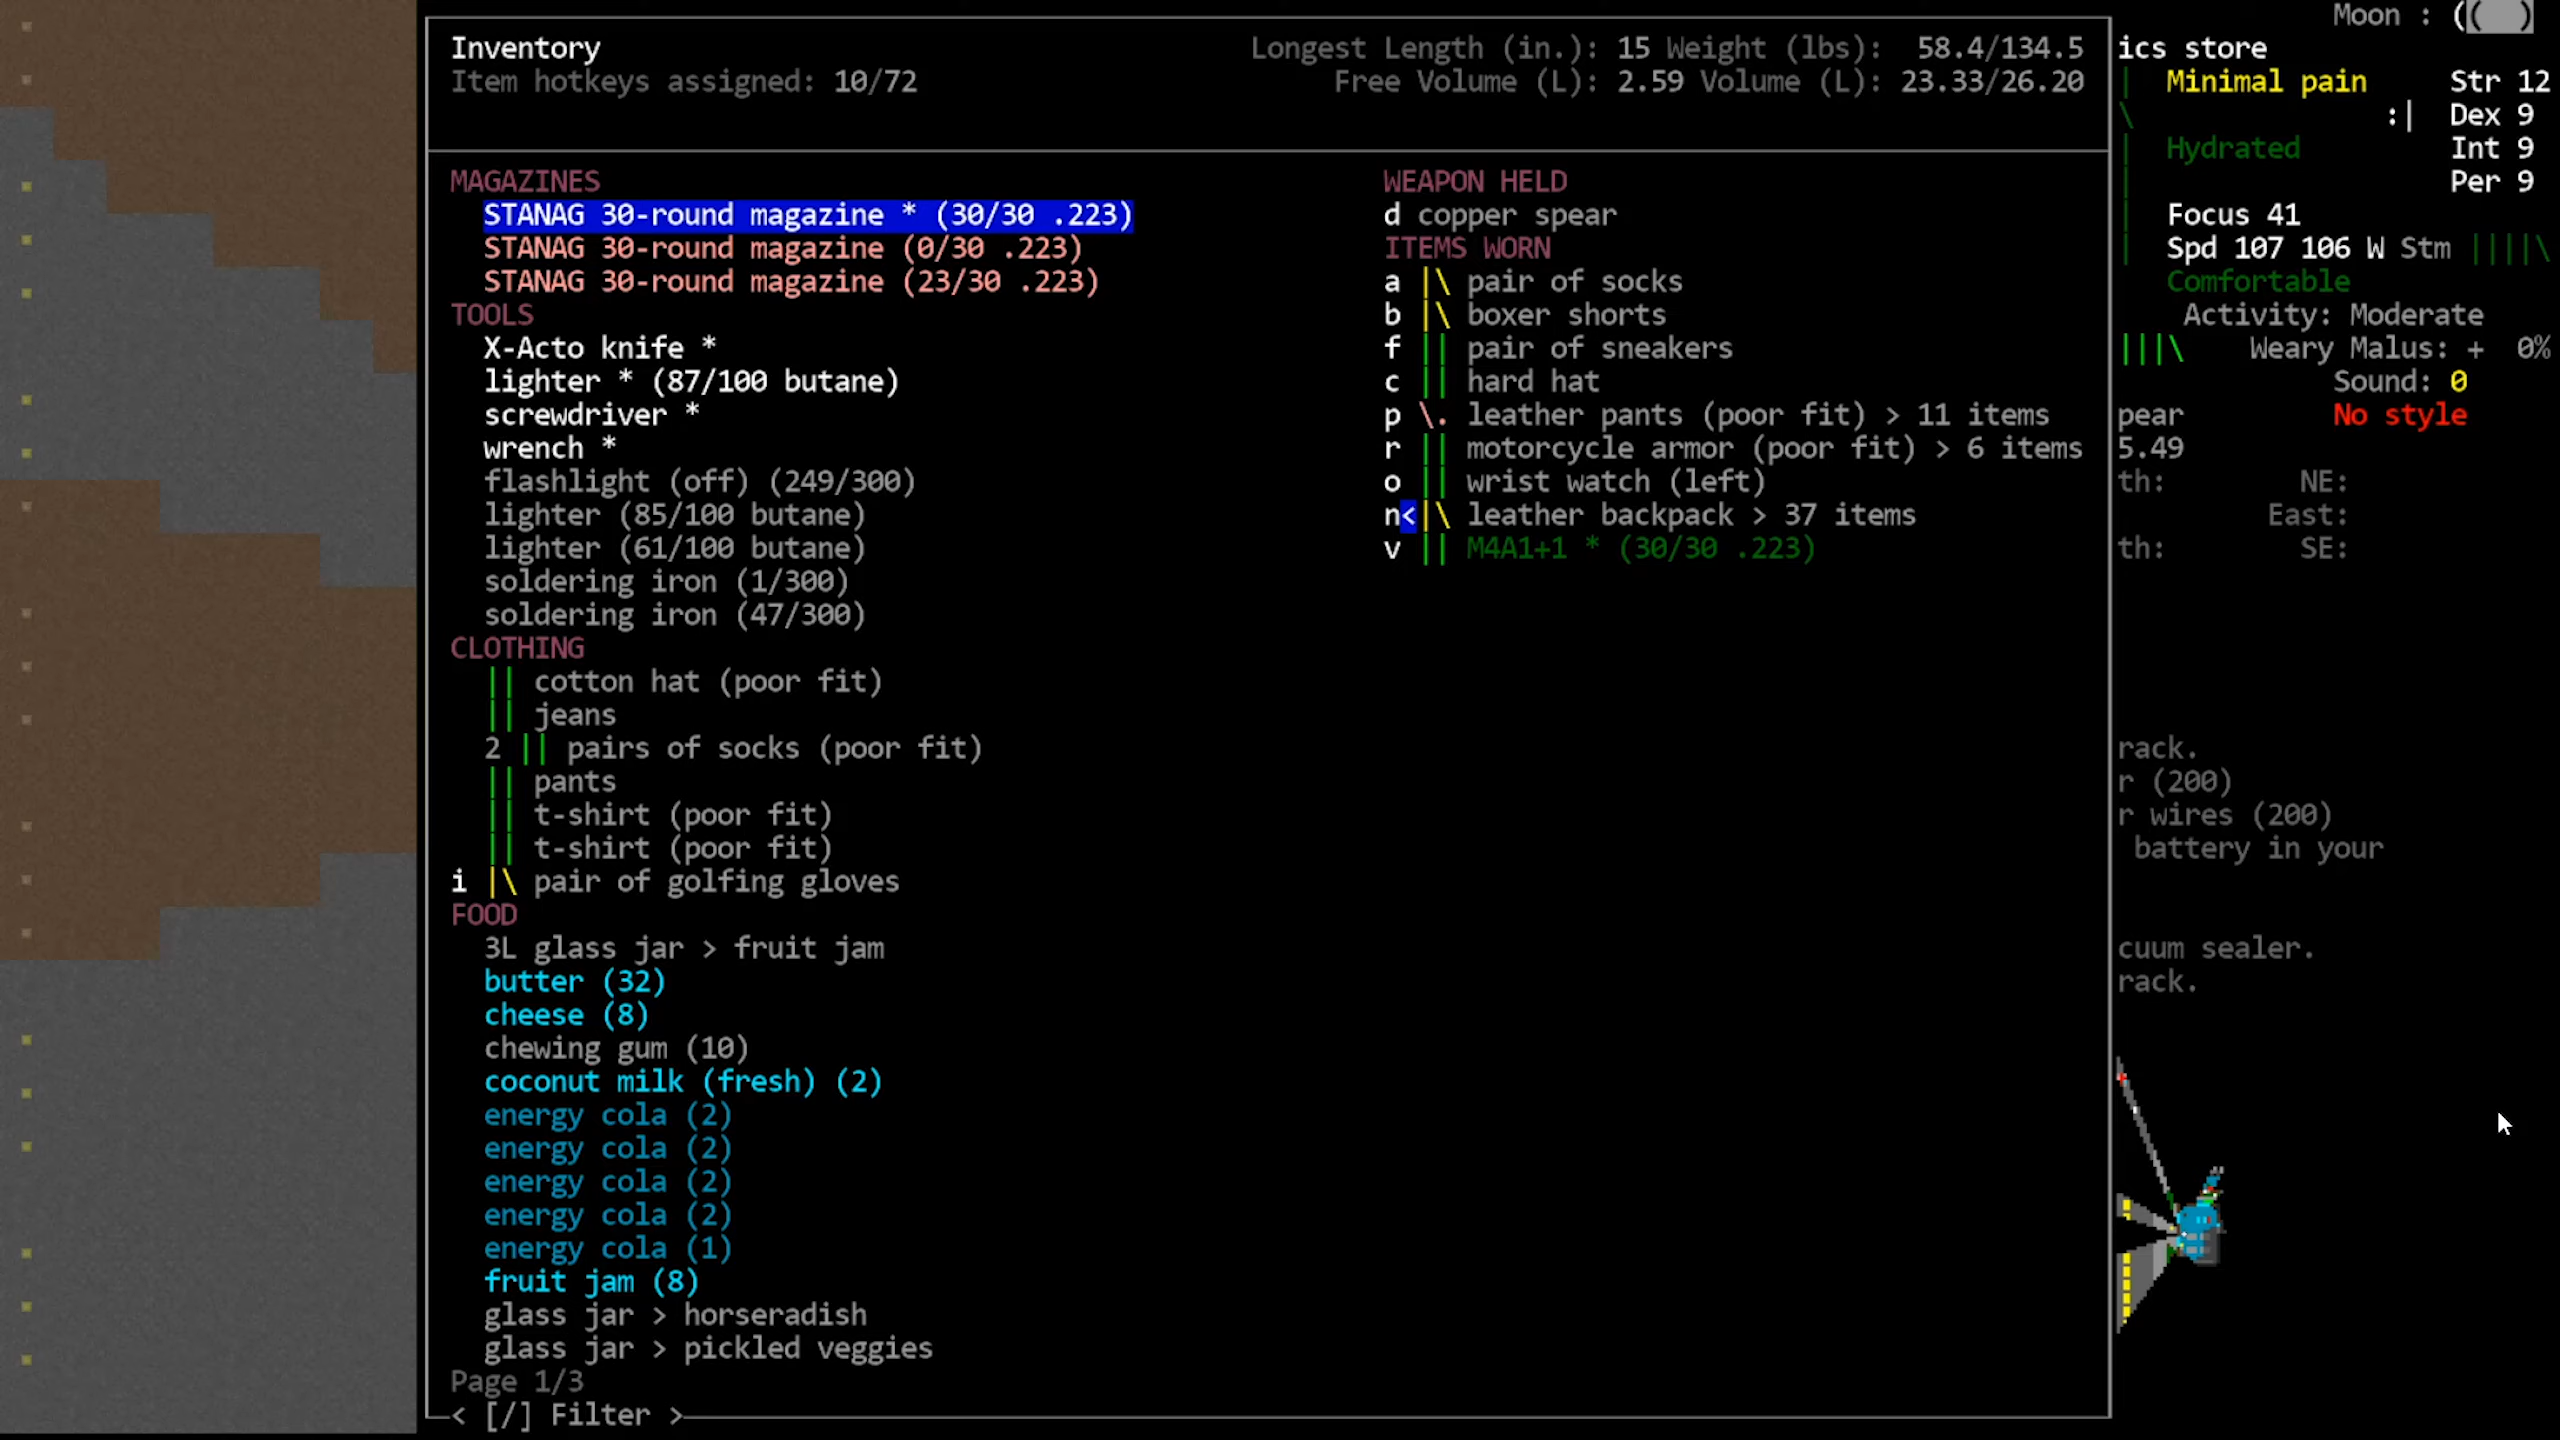 Inventory
Item hotkeys assigned: 10/72
Longest Length (in.): 15 Weight (lbs): 58.4/134.5
Free Volume (L): 2.59 Volume (L): 23.33/26.20
MAGAZINES
STANAG 30-round magazine * (30/30 .223)
STANAG 30-round magazine (0/30 .223)
STANAG 30-round magazine (23/30 .223)
TOOLS
X-Acto knife *
lighter * (87/100 butane)
screwdriver *
wrench *
flashlight (off) (249/300)
lighter (85/100 butane)
lighter (61/100 butane)
soldering iron (1/300)
soldering iron (47/300)
CLOTHING
|| cotton hat (poor fit)
|| jeans
2 || pairs of socks (poor fit)
|| pants
|| t-shirt (poor fit)
|| t-shirt (poor fit)
i |\ pair of golfing gloves
FOOD
3L glass jar > fruit jam
butter (32)
cheese (8)
chewing gum (10)
coconut milk (fresh) (2)
energy cola (2)
energy cola (2)
energy cola (2)
energy cola (2)
energy cola (1)
fruit jam (8)
glass jar > horseradish
glass jar > pickled veggies
Page 1/3
< [/] Filter >
WEAPON HELD
d copper spear
ITEMS WORN
a |\ pair of socks
b |\ boxer shorts
f || pair of sneakers
c || hard hat
p \. leather pants (poor fit) > 11 items
r || motorcycle armor (poor fit) > 6 items
o || wrist watch (left)
n< |\ leather backpack > 37 items
v || M4A1+1 * (30/30 .223)
Moon : (( )
ics store
| Minimal pain Str 12
\ :| Dex 9
| Hydrated Int 9
| Per 9
| Focus 41
| Spd 107 106 W Stm ||||\
Comfortable
Activity: Moderate
|||\ Weary Malus: + 0%
Sound: 0
pear No style
5.49
th: NE:
East:
th: SE:
rack.
r (200)
r wires (200)
battery in your
cuum sealer.
rack.